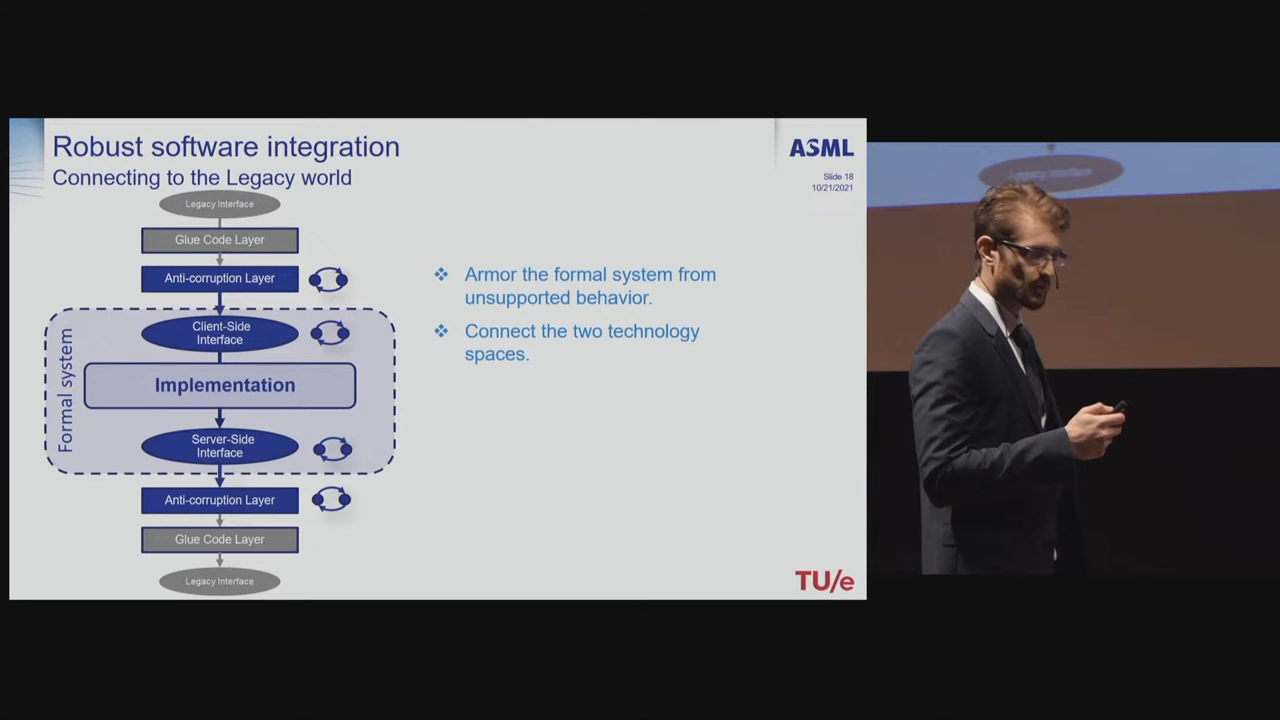 Robust software integration
Connecting to the Legacy world
ASML
Slide 18
10/21/2021
Legacy Interface
Glue Code Layer
Anti-corruption Layer
Client-Side
Interface
Formal system
Implementation
Server-Side
Interface
Anti-corruption Layer
Glue Code Layer
Legacy Interface
❖ Armor the formal system from
unsupported behavior.
❖ Connect the two technology
spaces.
TU/e
Legacy Interface